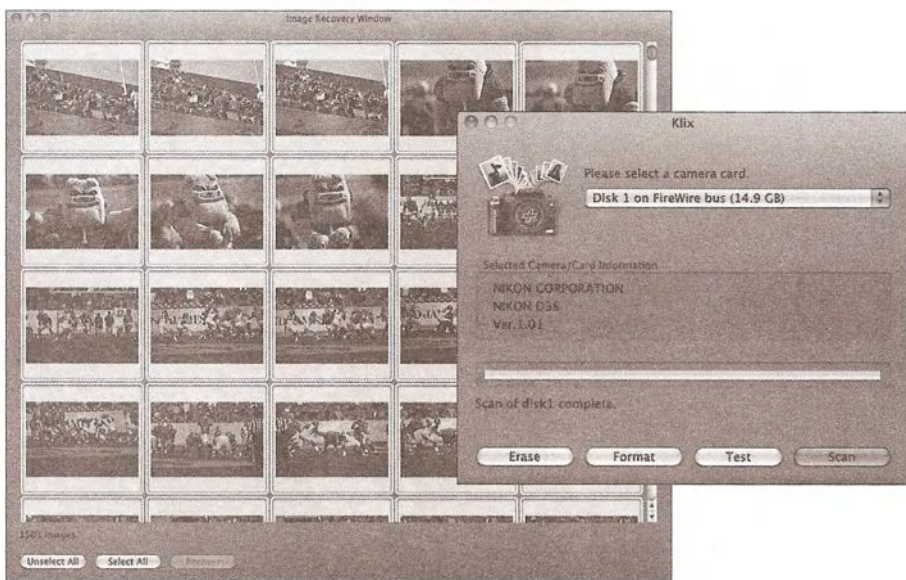 Image Recovery Window
Klix
Please select a camera card.
Disk 1 on FireWire bus (14.9 GB)
Selected Camera/Card Information
NIKON CORPORATION
NIKON D3S
Ver.1.01
Scan of disk1 complete.
Erase
Format
Test
Scan
1501 images
Unselect All
Select All
Recover